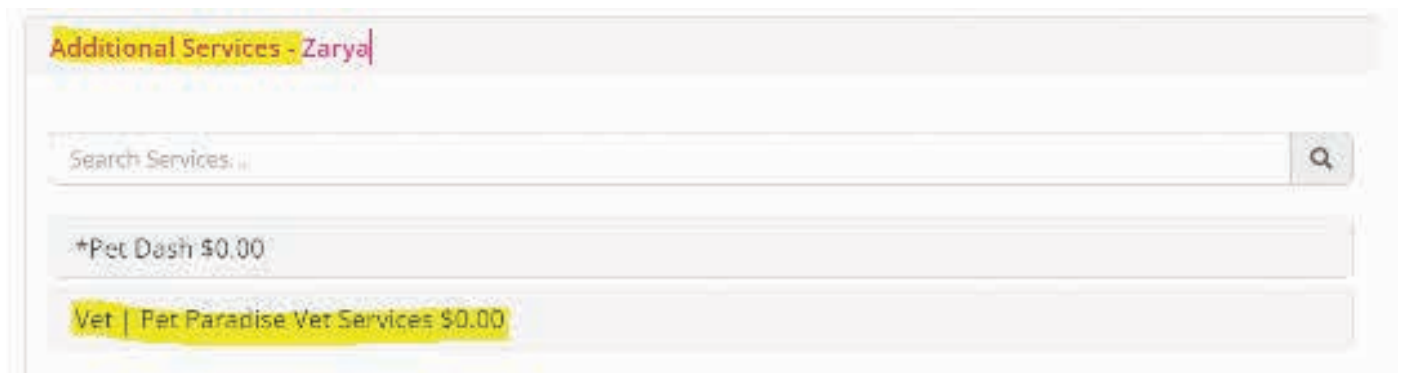 Additional Services - Zarya
Search Services...
*Pet Dash $0.00
Vet | Pet Paradise Vet Services $0.00